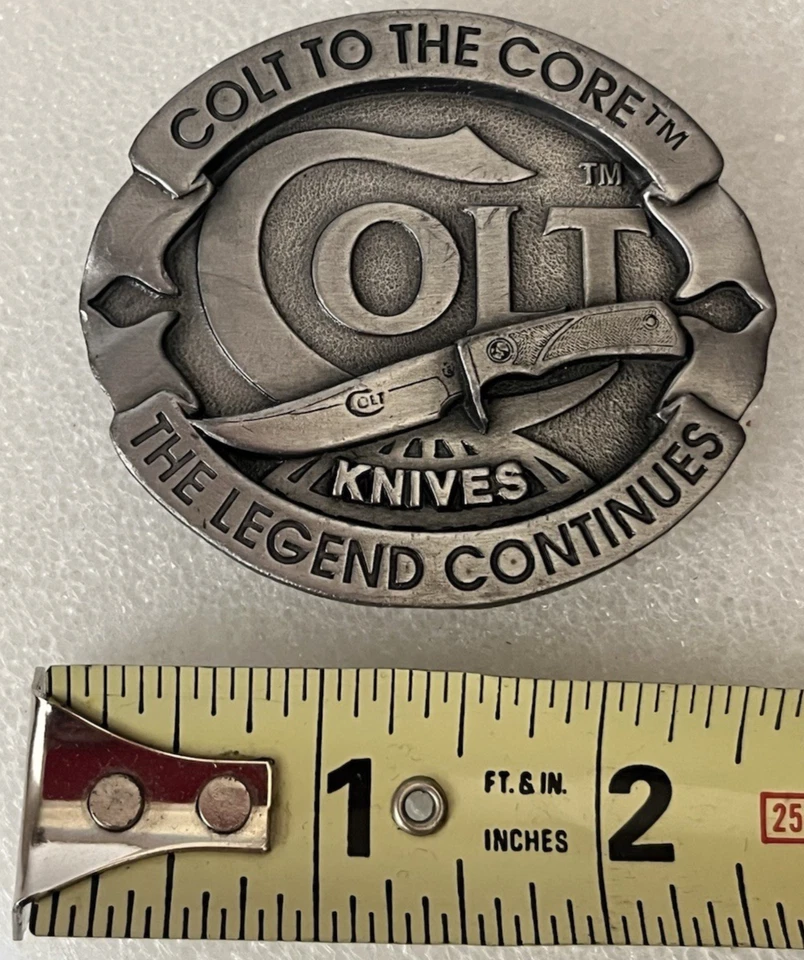 COLT TO THE CORE™
COLT™
COLT
KNIVES
THE LEGEND CONTINUES
1
FT. & IN.
INCHES
2
25